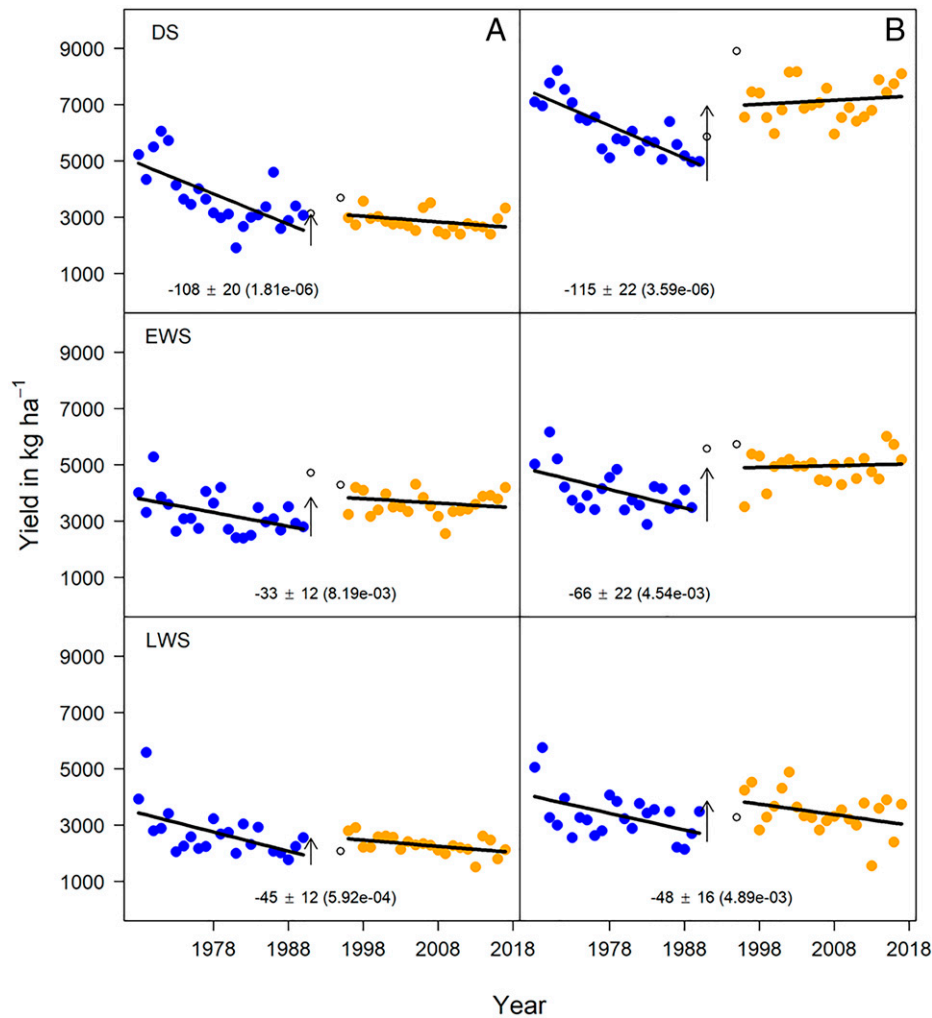 DS
A
B
9000
7000
5000
3000
1000
-108 ± 20 (1.81e-06)
-115 ± 22 (3.59e-06)
EWS
9000
7000
5000
3000
1000
-33 ± 12 (8.19e-03)
-66 ± 22 (4.54e-03)
LWS
9000
7000
5000
3000
1000
-45 ± 12 (5.92e-04)
-48 ± 16 (4.89e-03)
Yield in kg ha⁻¹
1978 1988 1998 2008 2018
1978 1988 1998 2008 2018
Year